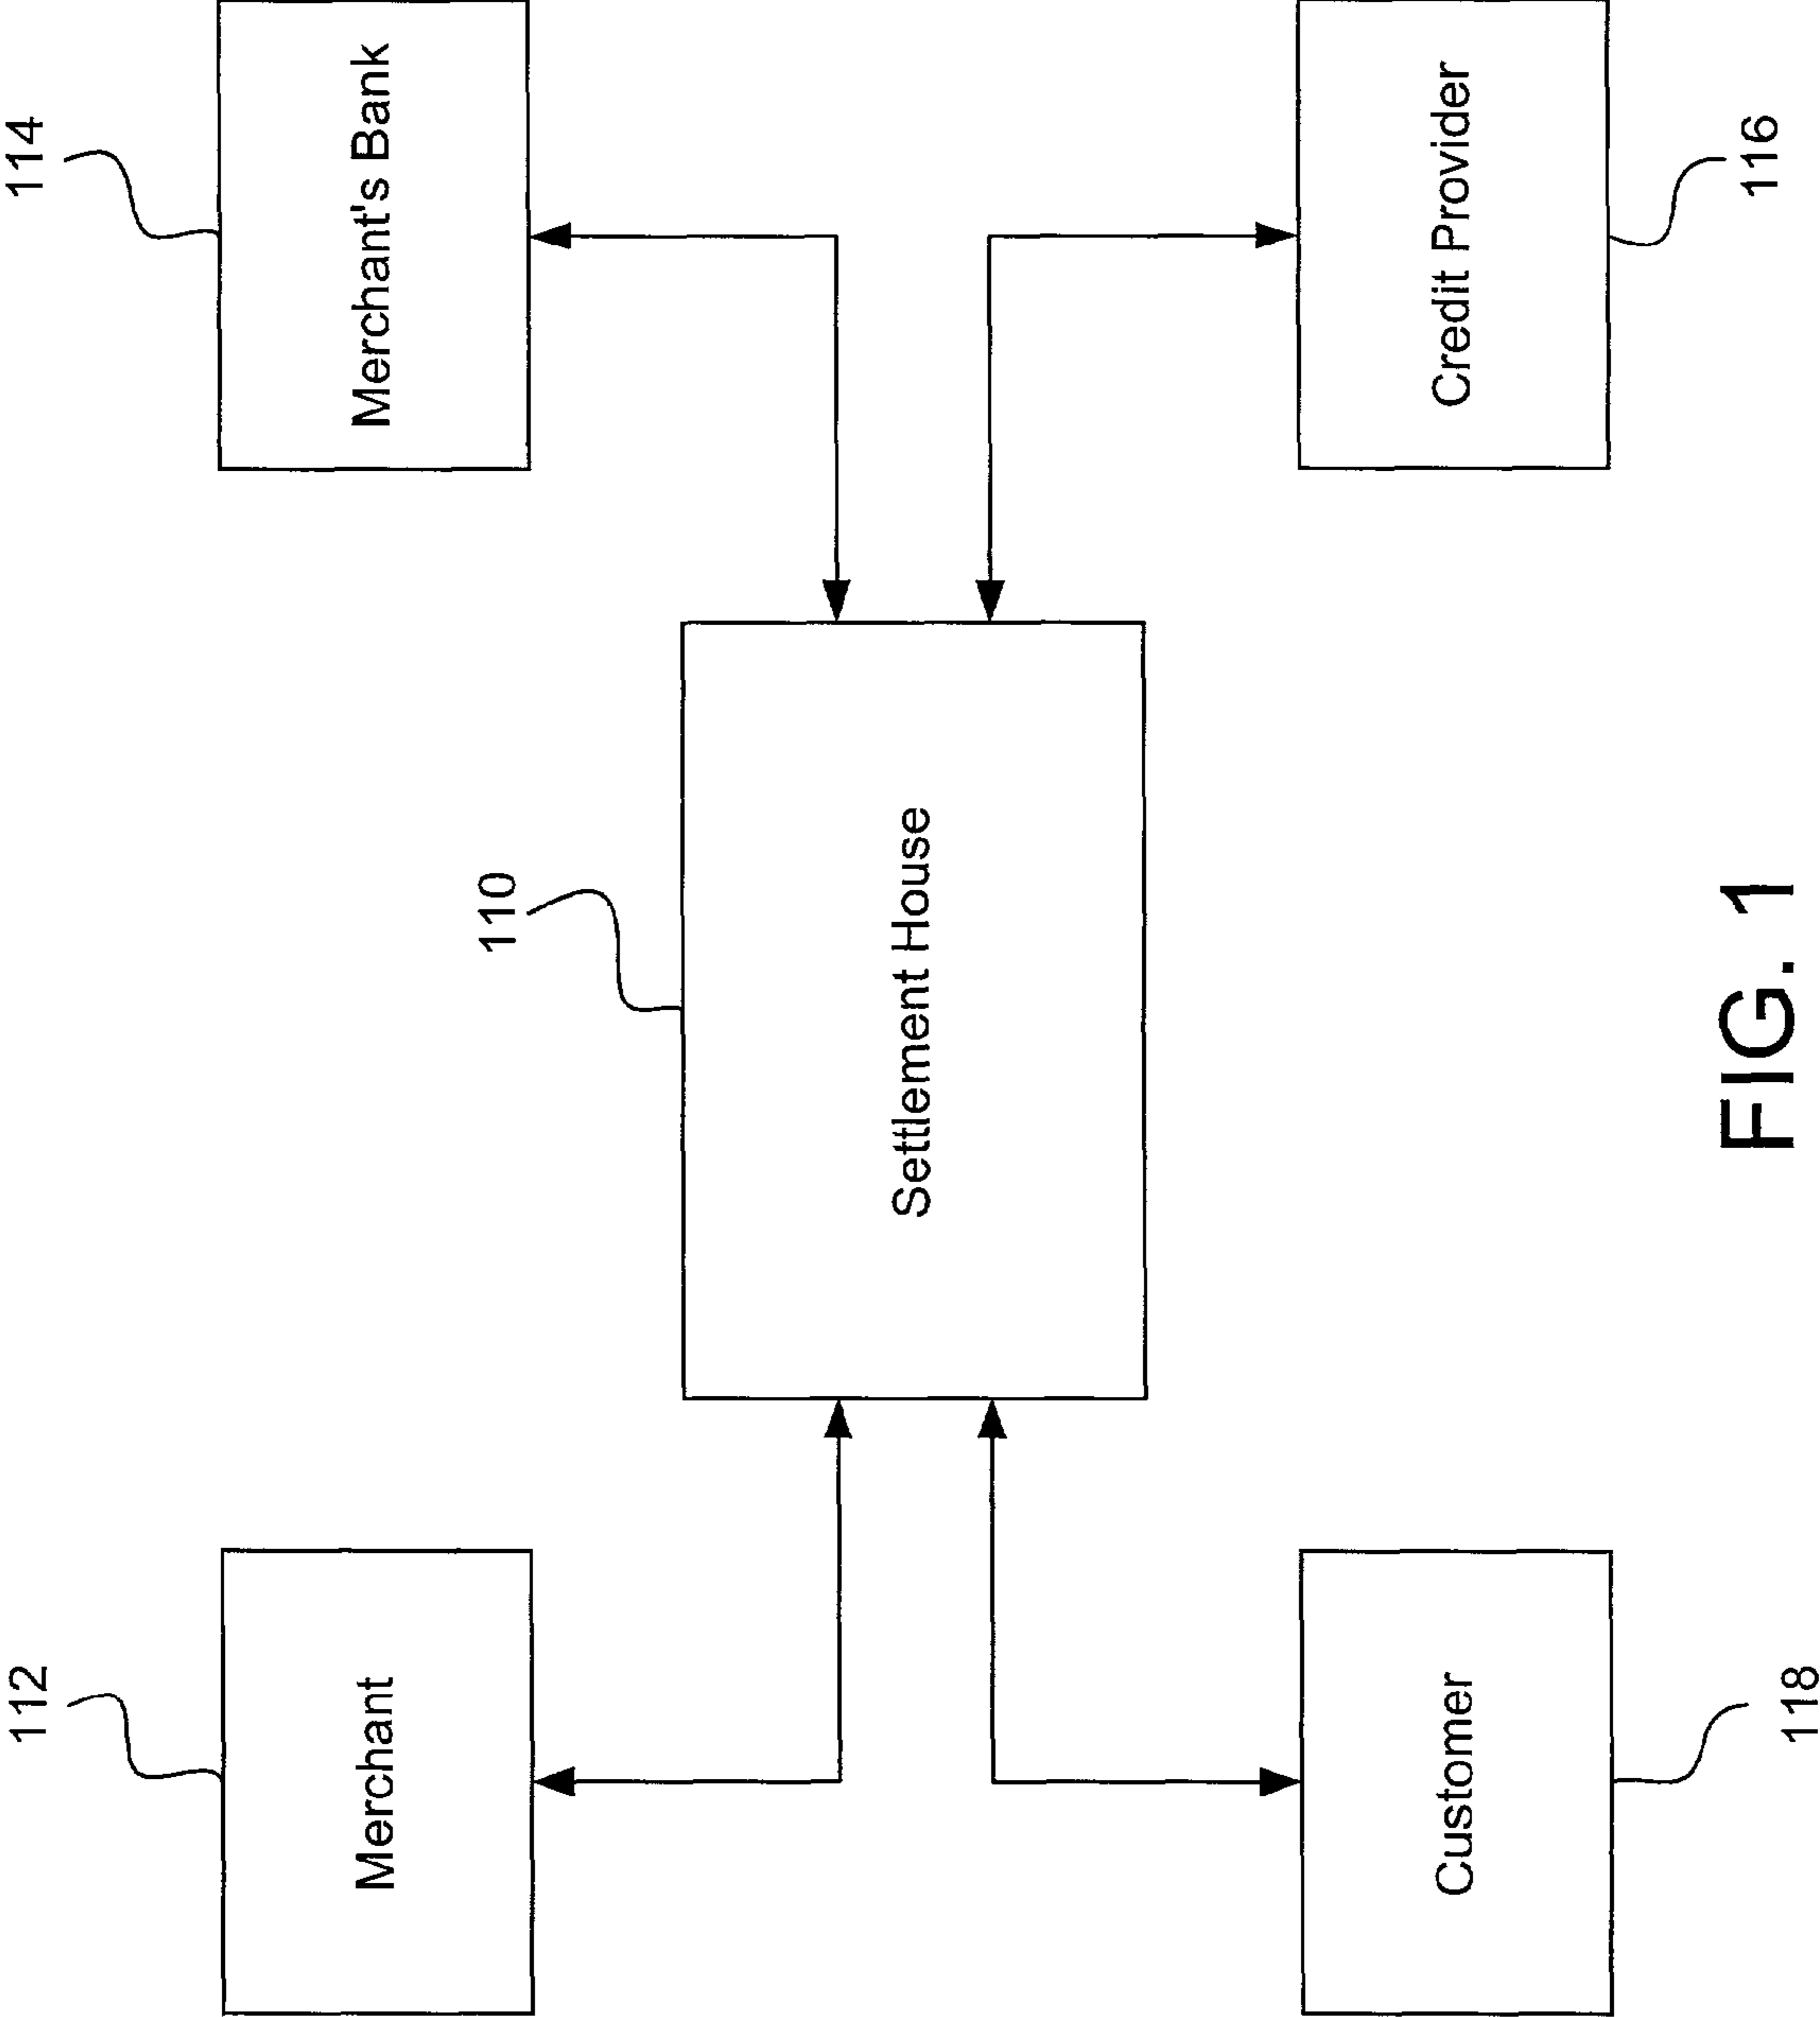 112
114
Merchant
Merchant's Bank
110
Settlement House
Customer
Credit Provider
118
116
FIG. 1